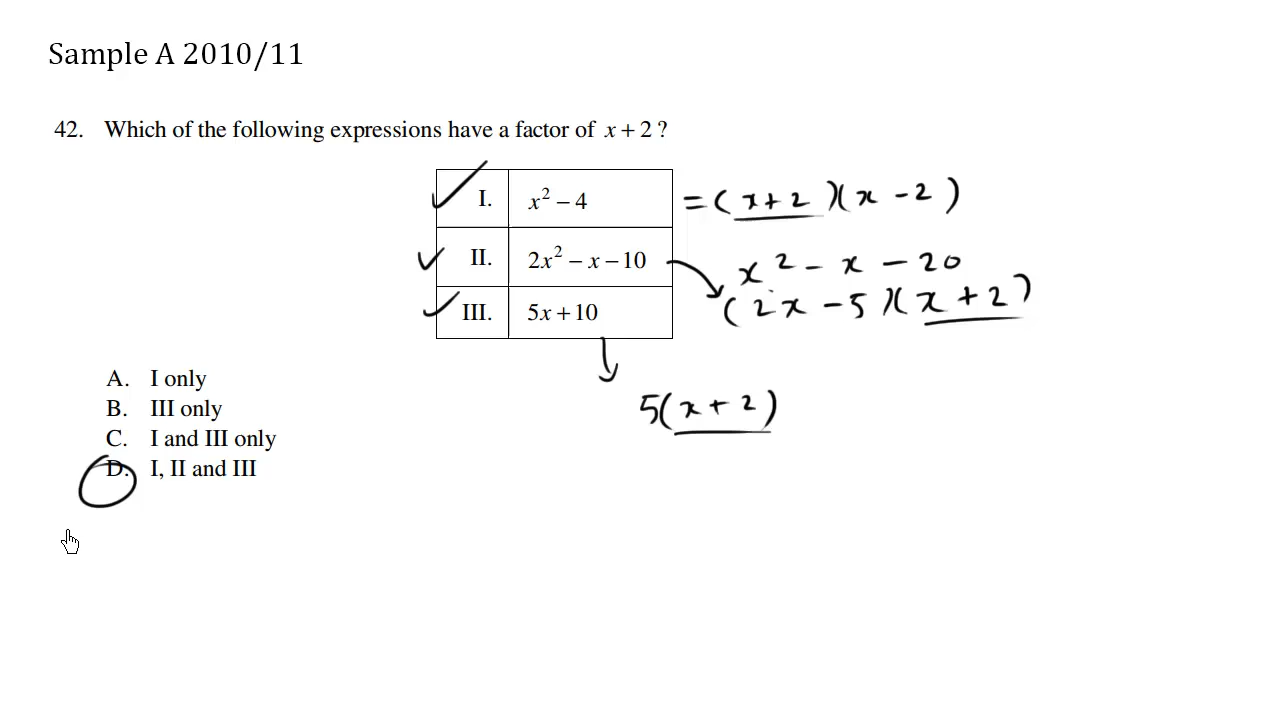 Sample A 2010/11
42. Which of the following expressions have a factor of x + 2 ?
I. x² – 4 = (x + 2)(x – 2)
II. 2x² – x – 10
x² – x – 20
(2x – 5)(x + 2)
III. 5x + 10
5(x + 2)
A. I only
B. III only
C. I and III only
D. I, II and III